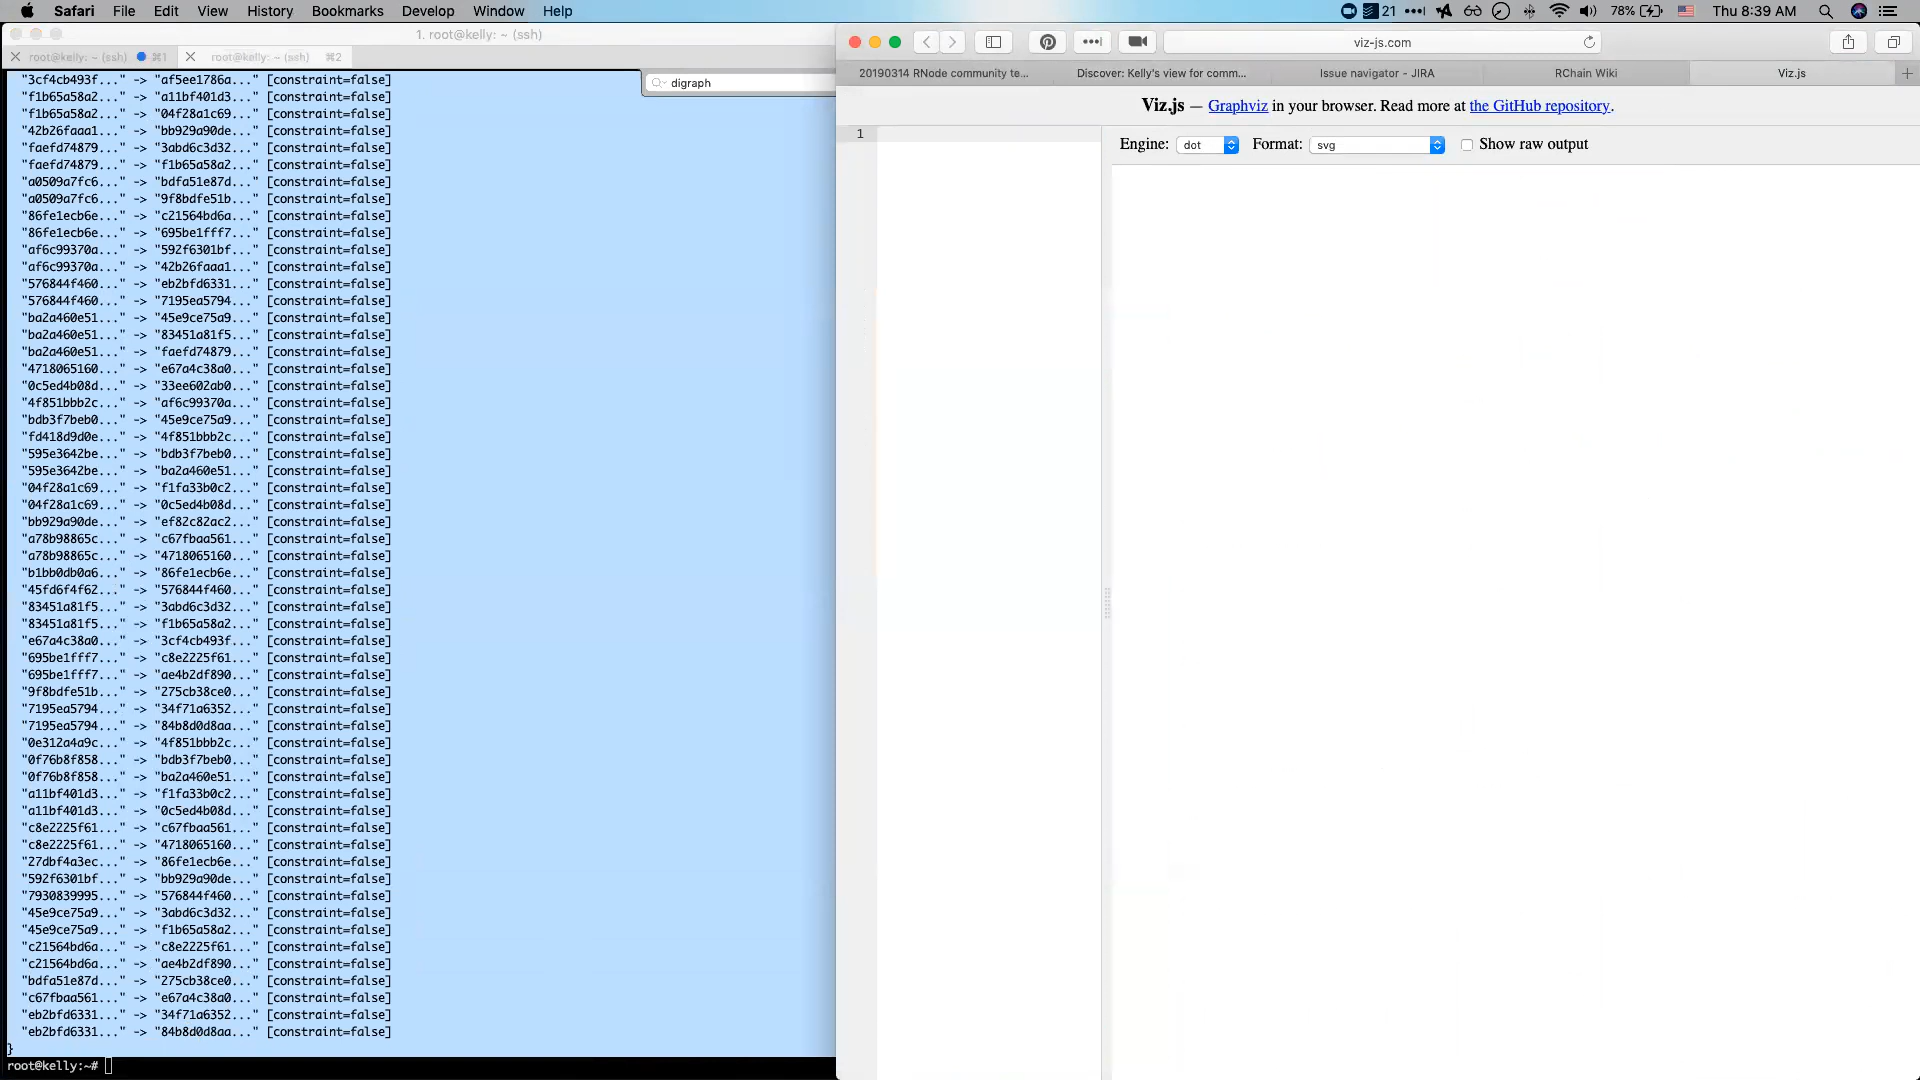 Safari File Edit View History Bookmarks Develop Window Help 21 78% Thu 8:39 AM
1. root@kelly: ~ (ssh)
root@kelly: ~ (ssh) ⌘1 root@kelly: ~ (ssh) ⌘2
viz-js.com
20190314 RNode community te... Discover: Kelly's view for comm... Issue navigator - JIRA RChain Wiki Viz.js
digraph
Viz.js — Graphviz in your browser. Read more at the GitHub repository.
1
Engine: dot Format: svg Show raw output
"3cf4cb493f..." -> "af5ee1786a..." [constraint=false]
"f1b65a58a2..." -> "a11bf401d3..." [constraint=false]
"f1b65a58a2..." -> "04f28a1c69..." [constraint=false]
"42b26faaa1..." -> "bb929a90de..." [constraint=false]
"faefd74879..." -> "3abd6c3d32..." [constraint=false]
"faefd74879..." -> "f1b65a58a2..." [constraint=false]
"a0509a7fc6..." -> "bdfa51e87d..." [constraint=false]
"a0509a7fc6..." -> "9f8bdfe51b..." [constraint=false]
"86fe1ecb6e..." -> "c21564bd6a..." [constraint=false]
"86fe1ecb6e..." -> "695be1fff7..." [constraint=false]
"af6c99370a..." -> "592f6301bf..." [constraint=false]
"af6c99370a..." -> "42b26faaa1..." [constraint=false]
"576844f460..." -> "eb2bfd6331..." [constraint=false]
"576844f460..." -> "7195ea5794..." [constraint=false]
"ba2a460e51..." -> "45e9ce75a9..." [constraint=false]
"ba2a460e51..." -> "83451a81f5..." [constraint=false]
"ba2a460e51..." -> "faefd74879..." [constraint=false]
"4718065160..." -> "e67a4c38a0..." [constraint=false]
"0c5ed4b08d..." -> "33ee602ab0..." [constraint=false]
"4f851bbb2c..." -> "af6c99370a..." [constraint=false]
"bdb3f7beb0..." -> "45e9ce75a9..." [constraint=false]
"fd418d9d0e..." -> "4f851bbb2c..." [constraint=false]
"595e3642be..." -> "bdb3f7beb0..." [constraint=false]
"595e3642be..." -> "ba2a460e51..." [constraint=false]
"04f28a1c69..." -> "f1fa33b0c2..." [constraint=false]
"04f28a1c69..." -> "0c5ed4b08d..." [constraint=false]
"bb929a90de..." -> "ef82c82ac2..." [constraint=false]
"a78b98865c..." -> "c67fbaa561..." [constraint=false]
"a78b98865c..." -> "4718065160..." [constraint=false]
"b1bb0db0a6..." -> "86fe1ecb6e..." [constraint=false]
"45fd6f4f62..." -> "576844f460..." [constraint=false]
"83451a81f5..." -> "3abd6c3d32..." [constraint=false]
"83451a81f5..." -> "f1b65a58a2..." [constraint=false]
"e67a4c38a0..." -> "3cf4cb493f..." [constraint=false]
"695be1fff7..." -> "c8e2225f61..." [constraint=false]
"695be1fff7..." -> "ae4b2df890..." [constraint=false]
"9f8bdfe51b..." -> "275cb38ce0..." [constraint=false]
"7195ea5794..." -> "34f71a6352..." [constraint=false]
"7195ea5794..." -> "84b8d0d8aa..." [constraint=false]
"0e312a4a9c..." -> "4f851bbb2c..." [constraint=false]
"0f76b8f858..." -> "bdb3f7beb0..." [constraint=false]
"0f76b8f858..." -> "ba2a460e51..." [constraint=false]
"a11bf401d3..." -> "f1fa33b0c2..." [constraint=false]
"a11bf401d3..." -> "0c5ed4b08d..." [constraint=false]
"c8e2225f61..." -> "c67fbaa561..." [constraint=false]
"c8e2225f61..." -> "4718065160..." [constraint=false]
"27dbf4a3ec..." -> "86fe1ecb6e..." [constraint=false]
"592f6301bf..." -> "bb929a90de..." [constraint=false]
"7930839995..." -> "576844f460..." [constraint=false]
"45e9ce75a9..." -> "3abd6c3d32..." [constraint=false]
"45e9ce75a9..." -> "f1b65a58a2..." [constraint=false]
"c21564bd6a..." -> "c8e2225f61..." [constraint=false]
"c21564bd6a..." -> "ae4b2df890..." [constraint=false]
"bdfa51e87d..." -> "275cb38ce0..." [constraint=false]
"c67fbaa561..." -> "e67a4c38a0..." [constraint=false]
"eb2bfd6331..." -> "34f71a6352..." [constraint=false]
"eb2bfd6331..." -> "84b8d0d8aa..." [constraint=false]
}
root@kelly:~#